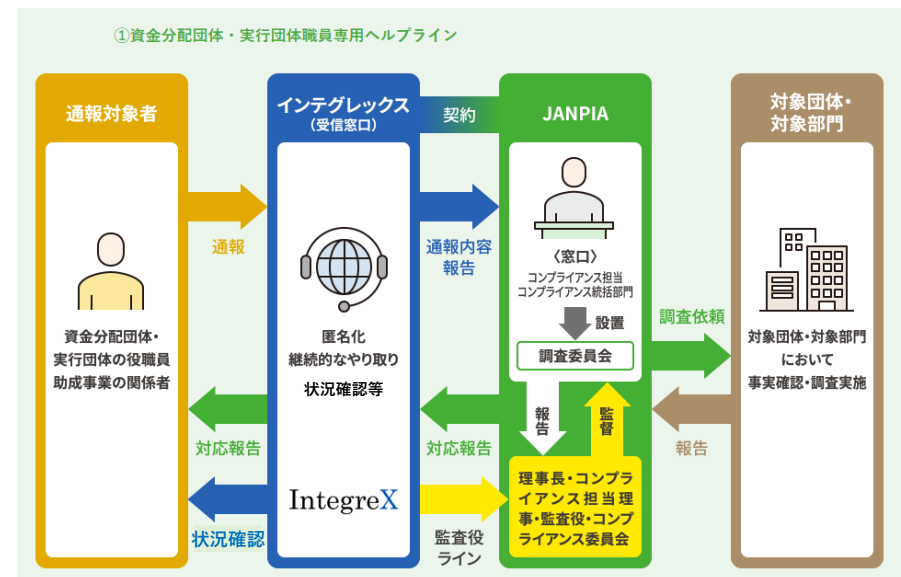 ①資金分配団体・実行団体職員専用ヘルプライン
通報対象者
資金分配団体・
実行団体の役職員
助成事業の関係者
通報
対応報告
状況確認
インテグレックス
（受信窓口）
匿名化
継続的なやり取り
状況確認等
IntegreX
契約
通報内容
報告
対応報告
監査役
ライン
JANPIA
〈窓口〉
コンプライアンス担当
コンプライアンス統括部門
設置
調査委員会
報告
監督
理事長・コンプラ
イアンス担当理
事・監査役・コンプ
ライアンス委員会
調査依頼
報告
対象団体・
対象部門
対象団体・対象部門
において
事実確認・調査実施